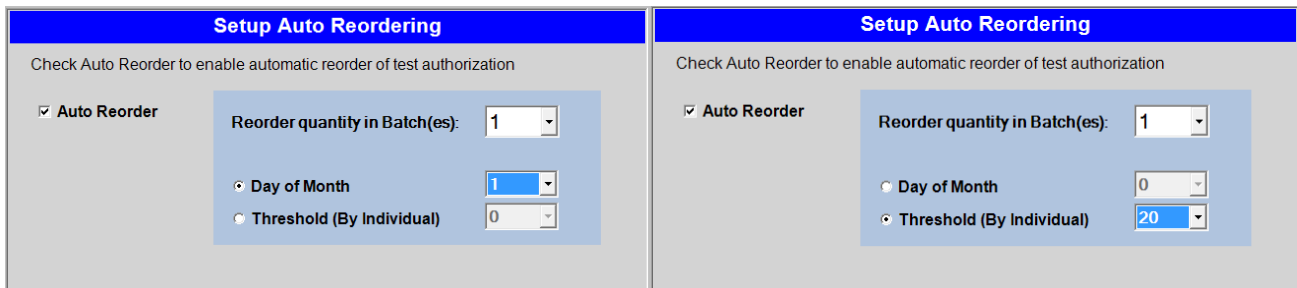 Setup Auto Reordering
Check Auto Reorder to enable automatic reorder of test authorization
Auto Reorder
Reorder quantity in Batch(es): 1
Day of Month 1
Threshold (By Individual) 0
Setup Auto Reordering
Check Auto Reorder to enable automatic reorder of test authorization
Auto Reorder
Reorder quantity in Batch(es): 1
Day of Month 0
Threshold (By Individual) 20